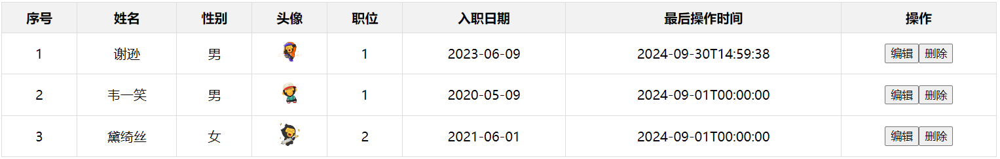 序号 姓名 性别 头像 职位 入职日期 最后操作时间 操作
1 谢逊 男 1 2023-06-09 2024-09-30T14:59:38 编辑 删除
2 韦一笑 男 1 2020-05-09 2024-09-01T00:00:00 编辑 删除
3 黛绮丝 女 2 2021-06-01 2024-09-01T00:00:00 编辑 删除